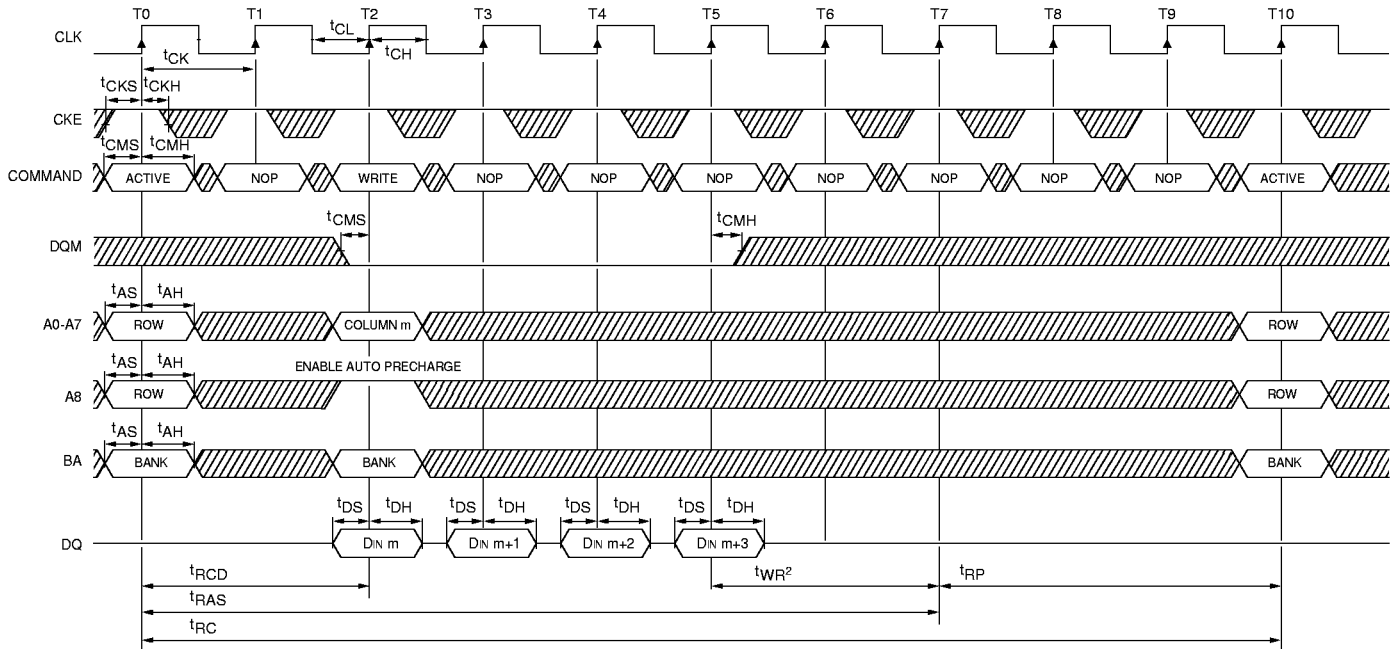 T0 T1 T2 T3 T4 T5 T6 T7 T8 T9 T10
CLK
tCL
tCH
tCK
tCKS tCKH
CKE
tCMS tCMH
COMMAND ACTIVE NOP WRITE NOP NOP NOP NOP NOP NOP NOP ACTIVE
tCMS tCMH
DQM
tAS tAH
A0-A7 ROW COLUMN m ROW
tAS tAH ENABLE AUTO PRECHARGE
A8 ROW ROW
tAS tAH
BA BANK BANK BANK
tDS tDH tDS tDH tDS tDH tDS tDH
DQ DIN m DIN m+1 DIN m+2 DIN m+3
tRCD tWR² tRP
tRAS
tRC